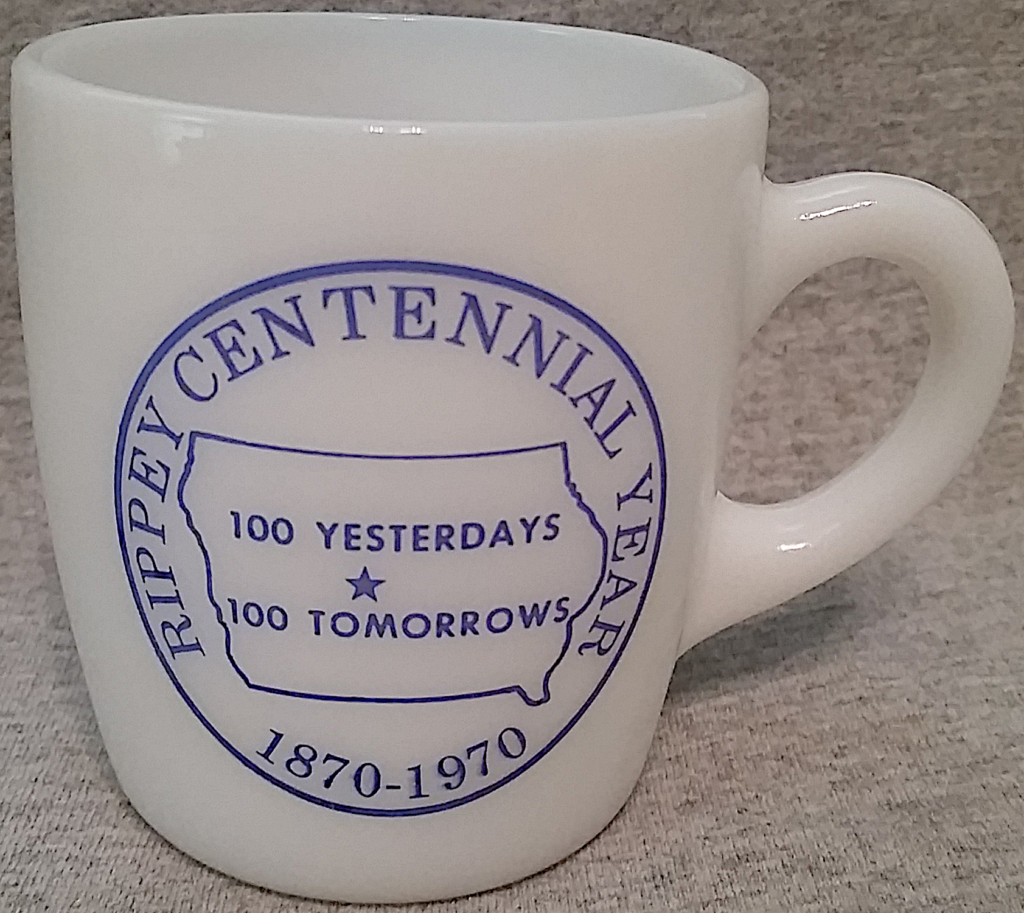 RIPPEY CENTENNIAL YEAR
100 YESTERDAYS
100 TOMORROWS
1870-1970